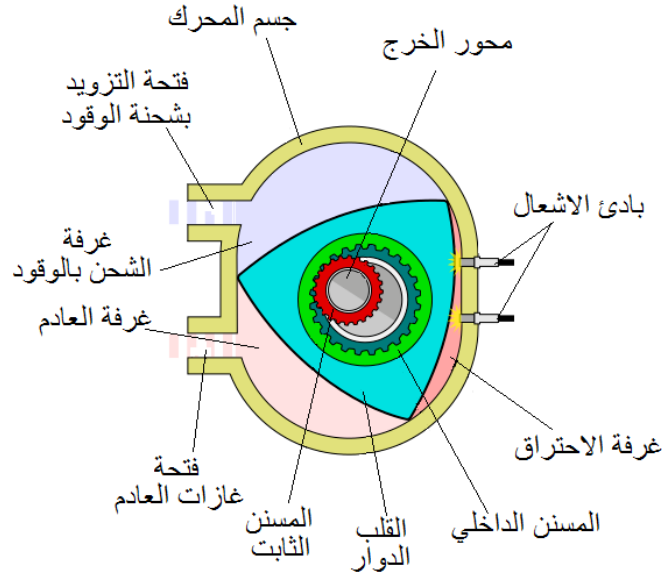 جسم المحرك
محور الخرج
فتحة التزويد
بشحنة الوقود
بادئ الاشعال
غرفة
الشحن بالوقود
غرفة العادم
غرفة الاحتراق
فتحة
غازات العادم
المسنن
الثابت
القلب
الدوار
المسنن الداخلي